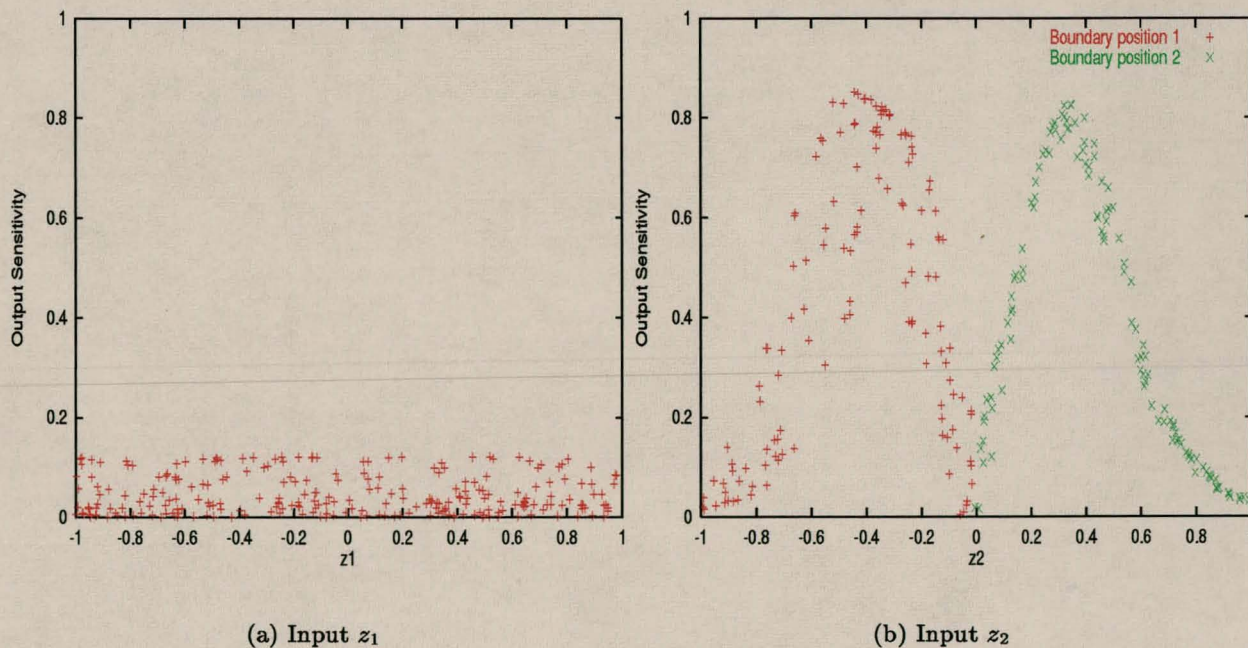 1
0.8
0.6
0.4
0.2
0
Output Sensitivity
-1 -0.8 -0.6 -0.4 -0.2 0 0.2 0.4 0.6 0.8 1
z1
(a) Input z₁
1
0.8
0.6
0.4
0.2
0
Output Sensitivity
Boundary position 1
Boundary position 2
-1 -0.8 -0.6 -0.4 -0.2 0 0.2 0.4 0.6 0.8
z2
(b) Input z₂